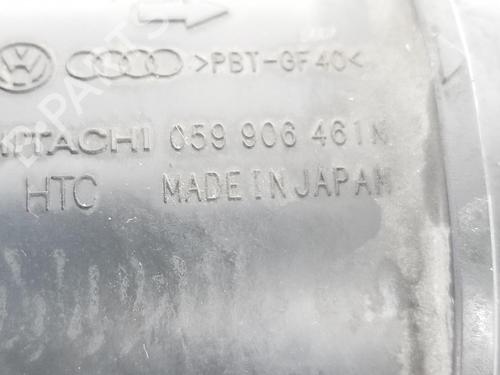 >PBT-GF40<
HITACHI 059 906 461N
HTC MADE IN JAPAN